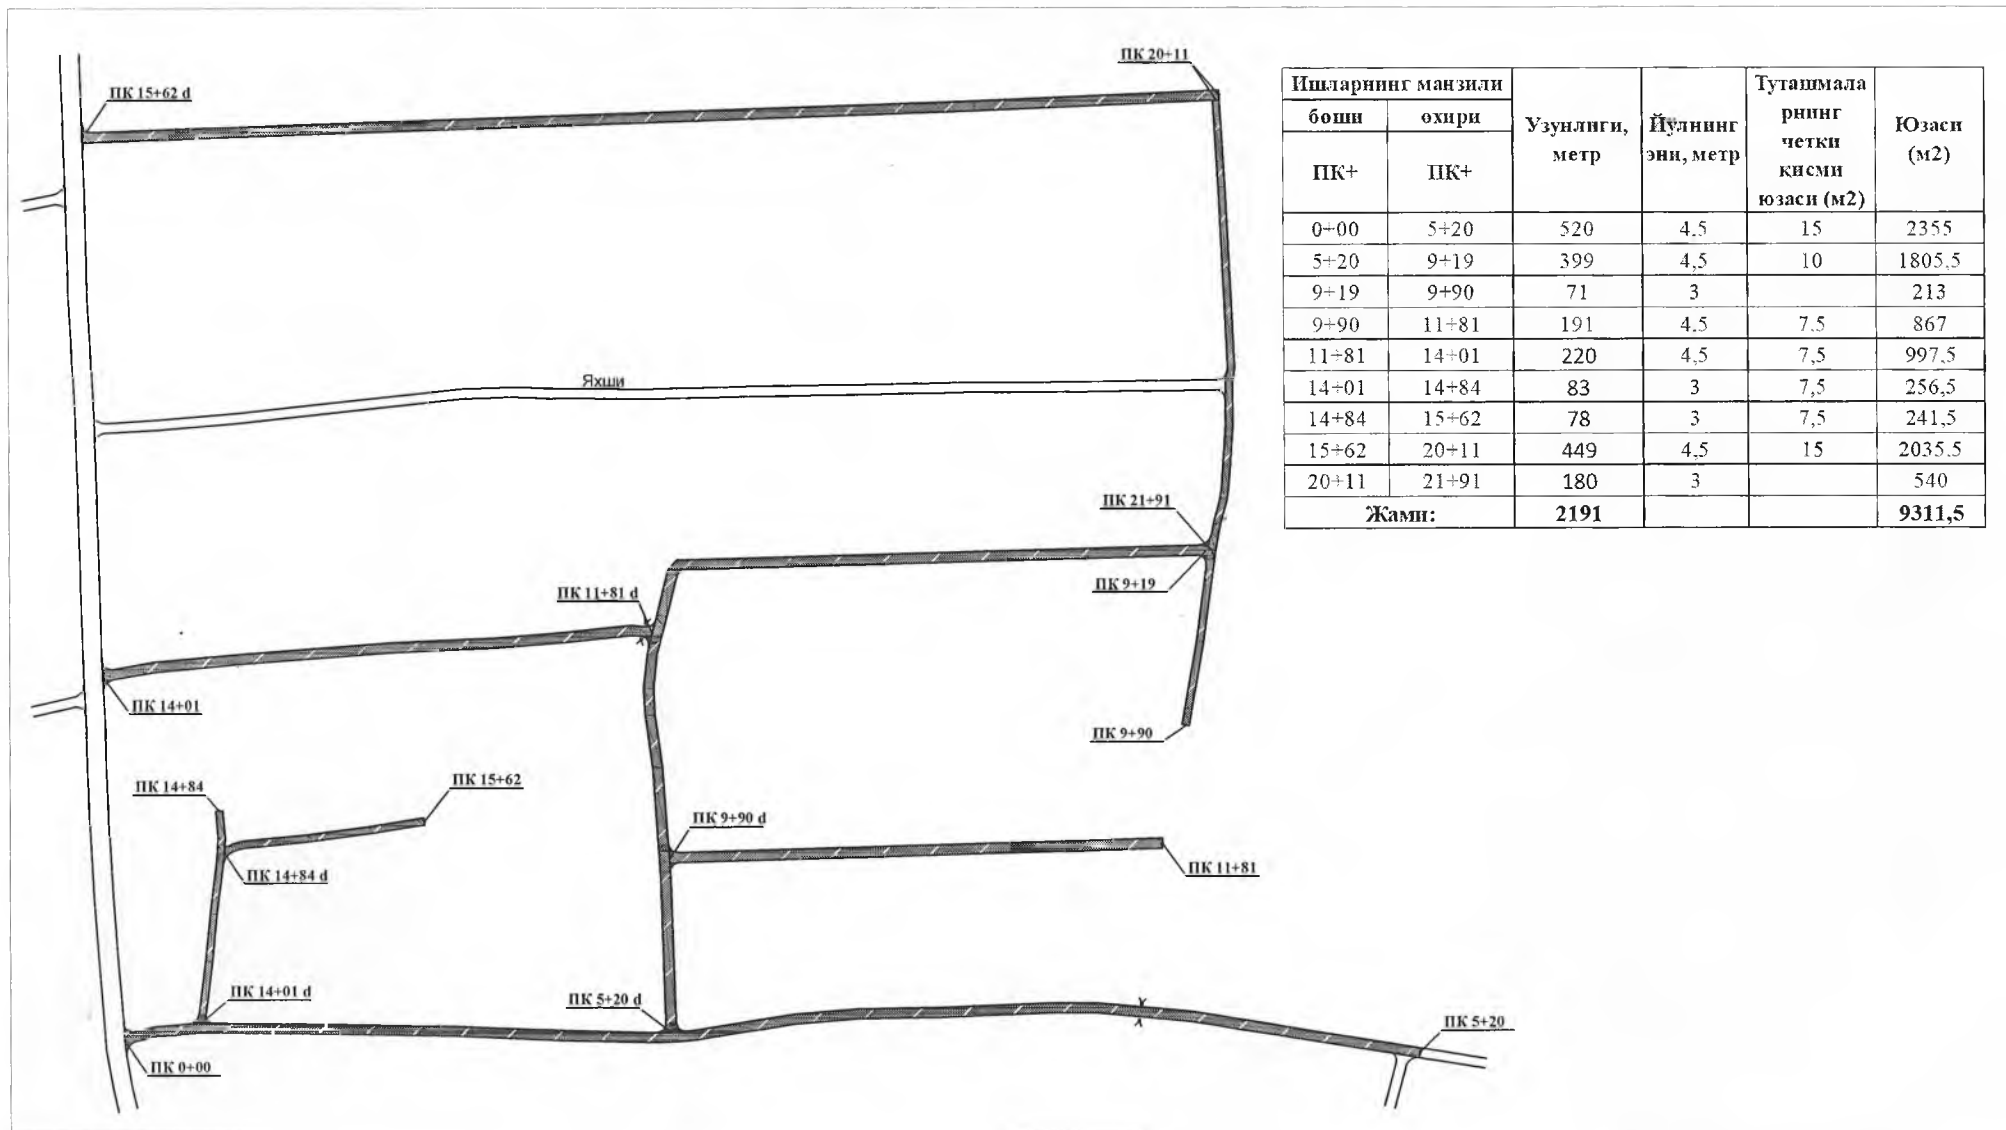 ПК 20+11
ПК 15+62 d
Яхши
ПК 21+91
ПК 9+19
ПК 11+81 d
ПК 14+01
ПК 9+90
ПК 14+84
ПК 15+62
ПК 9+90 d
ПК 14+84 d
ПК 11+81
ПК 14+01 d
ПК 5+20 d
ПК 5+20
ПК 0+00
Ишларнинг манзили Узунлиги, метр Йулнинг эни, метр Туташмала рнинг четки кисми юзаси (м2) Юзаси (м2)
боши охири
ПК+ ПК+
0+00 5+20 520 4.5 15 2355
5+20 9+19 399 4,5 10 1805,5
9+19 9+90 71 3 213
9+90 11+81 191 4.5 7.5 867
11+81 14+01 220 4,5 7,5 997,5
14+01 14+84 83 3 7,5 256,5
14+84 15+62 78 3 7,5 241,5
15+62 20+11 449 4,5 15 2035.5
20+11 21+91 180 3 540
Жами: 2191 9311,5